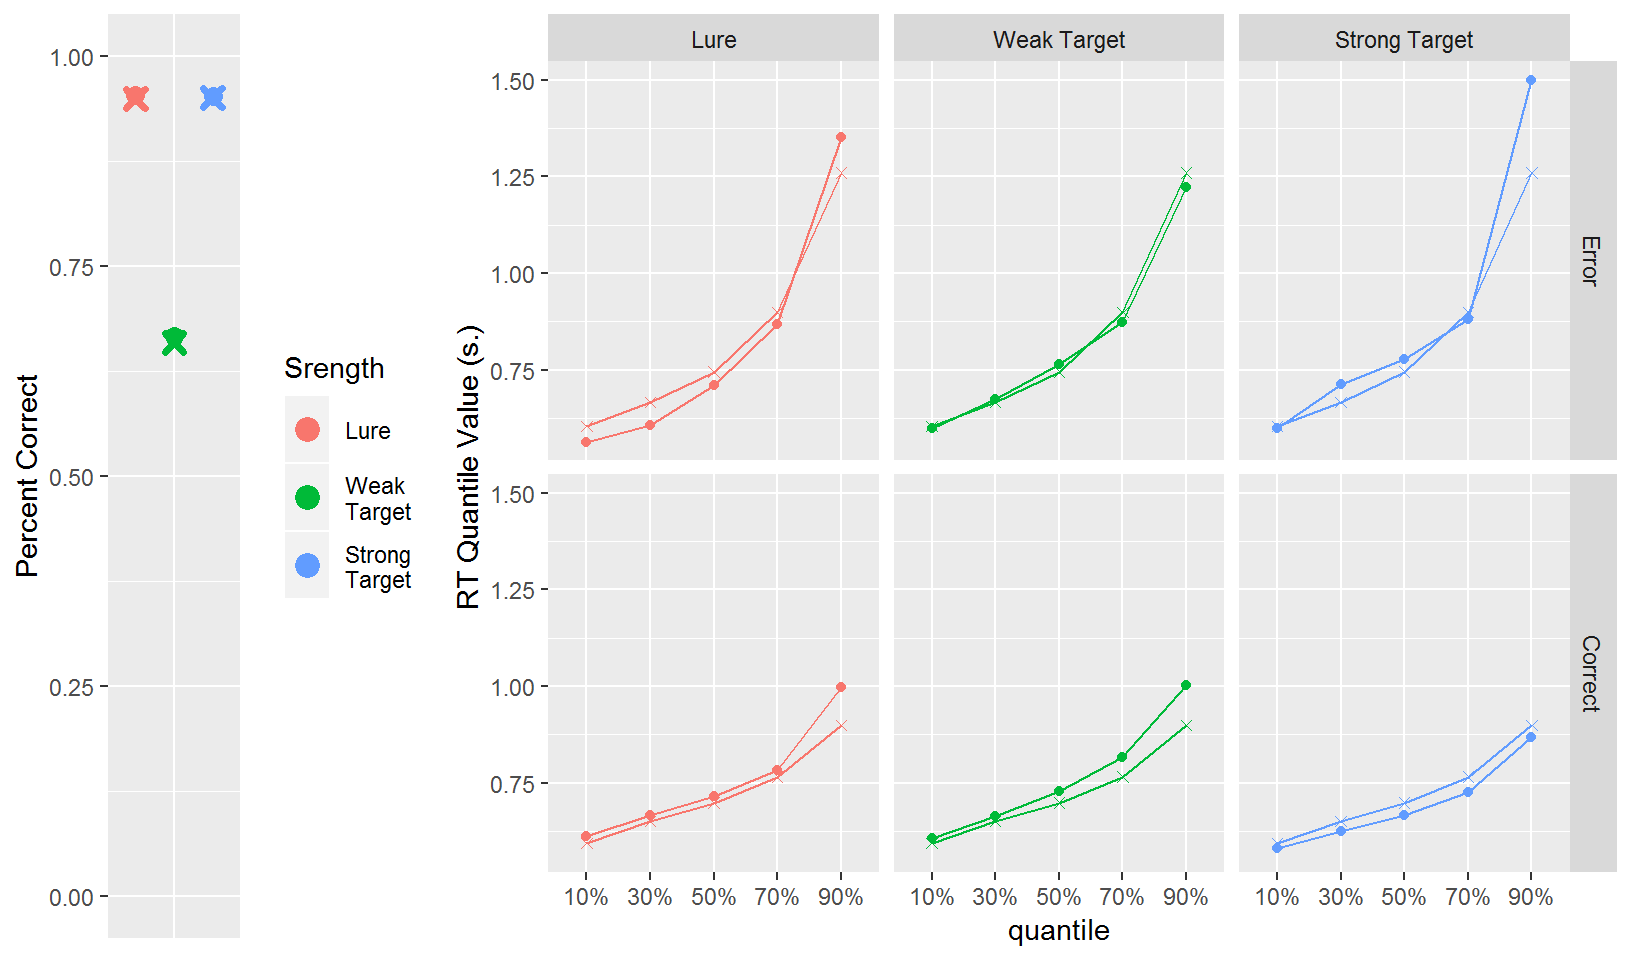 Percent Correct
1.00
0.75
0.50
0.25
0.00
Srength
Lure
Weak
Target
Strong
Target
RT Quantile Value (s.)
Lure
Weak Target
Strong Target
1.50
1.25
1.00
0.75
Error
1.50
1.25
1.00
0.75
Correct
10% 30% 50% 70% 90%
10% 30% 50% 70% 90%
10% 30% 50% 70% 90%
quantile